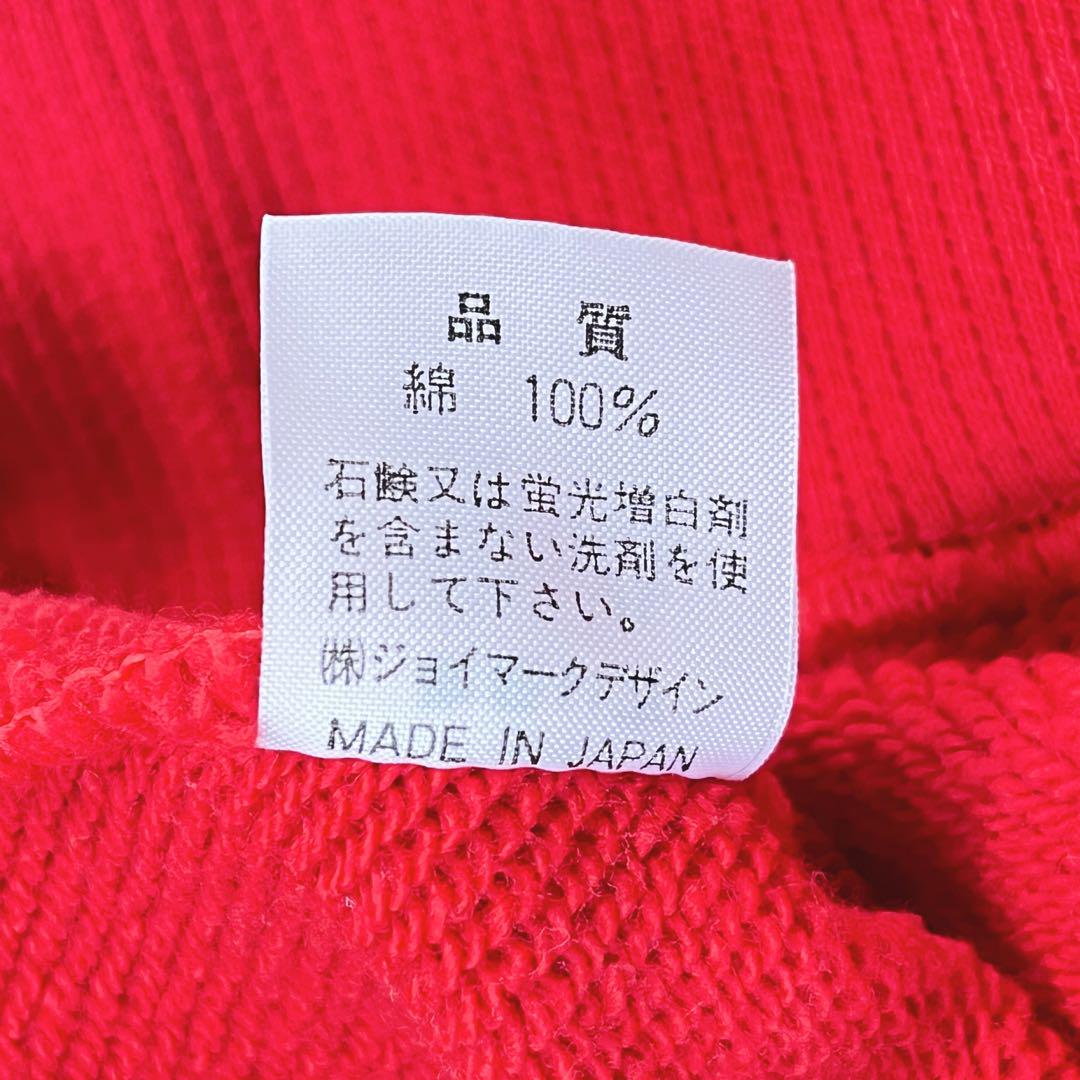 品 質
綿 100%
石鹸又は蛍光増白剤
を含まない洗剤を使
用して下さい。
㈱ジョイマークデザイン
MADE IN JAPAN